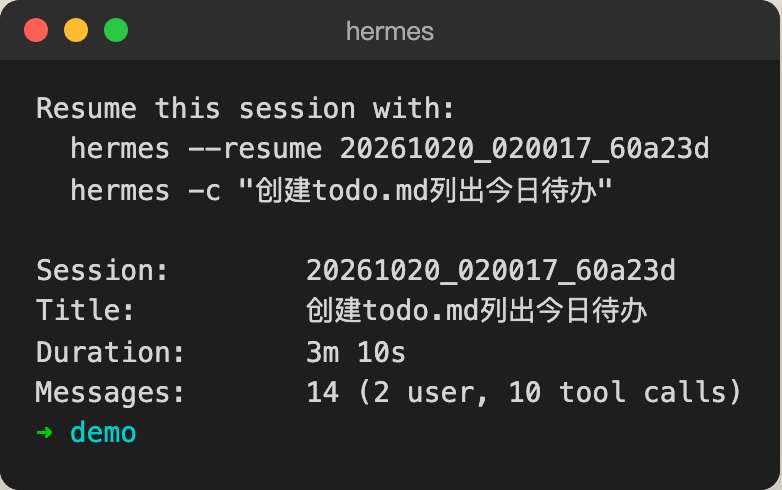 hermes
Resume this session with:
  hermes --resume 20261020_020017_60a23d
  hermes -c "创建todo.md列出今日待办"

Session:        20261020_020017_60a23d
Title:          创建todo.md列出今日待办
Duration:       3m 10s
Messages:       14 (2 user, 10 tool calls)
➜ demo